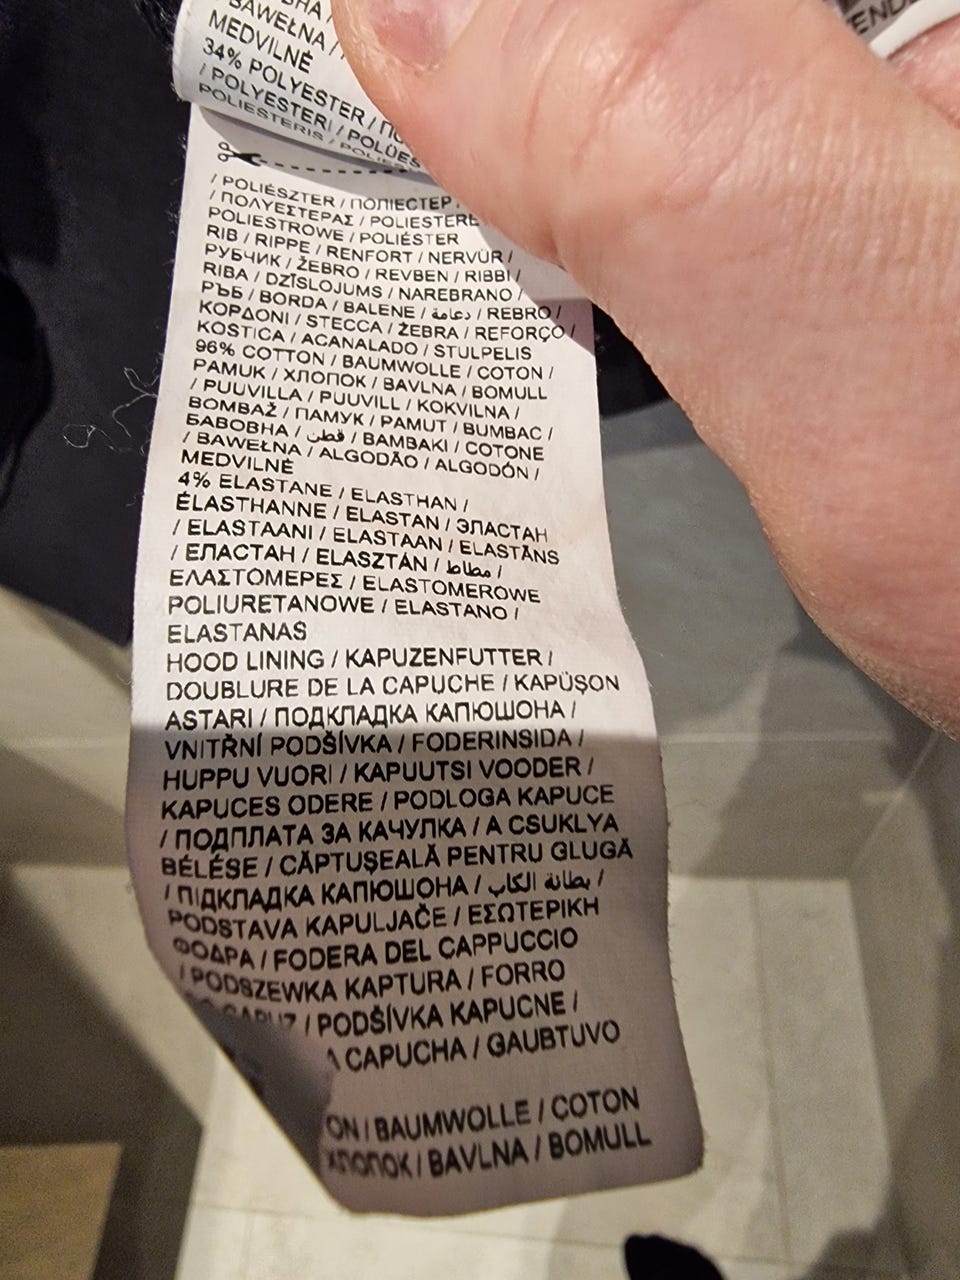 BAWEŁNA /
MEDVILNĖ
34% POLYESTER /
/ POLYESTERI / POLÜES
POLIESTERIS /
/ POLIÉSZTER / ПОЛІЕСТЕР
/ ΠΟΛΥΕΣΤΕΡΑΣ / POLIESTERE
POLIESTROWE / POLIÉSTER
RIB / RIPPE / RENFORT / NERVÜR /
РУБЧИК / ŽEBRO / REVBEN / RIBBI /
RIBA / DZĪSLOJUMS / NAREBRANO /
РЪБ / BORDA / BALENE / دعامة / REBRO /
ΚΟΡΔΟΝΙ / STECCA / ŽEBRA / REFORÇO /
KOSTICA / ACANALADO / STULPELIS
96% COTTON / BAUMWOLLE / COTON /
PAMUK / ХЛОПОК / BAVLNA / BOMULL
/ PUUVILLA / PUUVILL / KOKVILNA /
BOMBAŽ / ПАМУК / PAMUT / BUMBAC /
БАВОВНА / قطن / BAMBAKI / COTONE
/ BAWEŁNA / ALGODÃO / ALGODÓN /
MEDVILNĖ
4% ELASTANE / ELASTHAN /
ÉLASTHANNE / ELASTAN / ЭЛАСТАН
/ ELASTAANI / ELASTAAN / ELASTĀNS
/ ЕЛАСТАН / ELASZTÁN / مطاط /
ΕΛΑΣΤΟΜΕΡΕΣ / ELASTOMEROWE
POLIURETANOWE / ELASTANO /
ELASTANAS
HOOD LINING / KAPUZENFUTTER /
DOUBLURE DE LA CAPUCHE / KAPÜŞON
ASTARI / ПОДКЛАДКА КАПЮШОНА /
VNITŘNÍ PODŠÍVKA / FODERINSIDA /
HUPPU VUORI / KAPUUTSI VOODER /
KAPUCES ODERE / PODLOGA KAPUCE
/ ПОДПЛАТА ЗА КАЧУЛКА / A CSUKLYA
BÉLÉSE / CĂPTUŞEALĂ PENTRU GLUGĂ
/ ПІДКЛАДКА КАПЮШОНА / بطانة الكاب /
PODSTAVA KAPULJAČE / ΕΣΩΤΕΡΙΚΗ
ΦΟΔΡΑ / FODERA DEL CAPPUCCIO
/ PODSZEWKA KAPTURA / FORRO
CAPUZ / PODŠÍVKA KAPUCNE /
A CAPUCHA / GAUBTUVO
ON / BAUMWOLLE / COTON
ХЛОПОК / BAVLNA / BOMULL